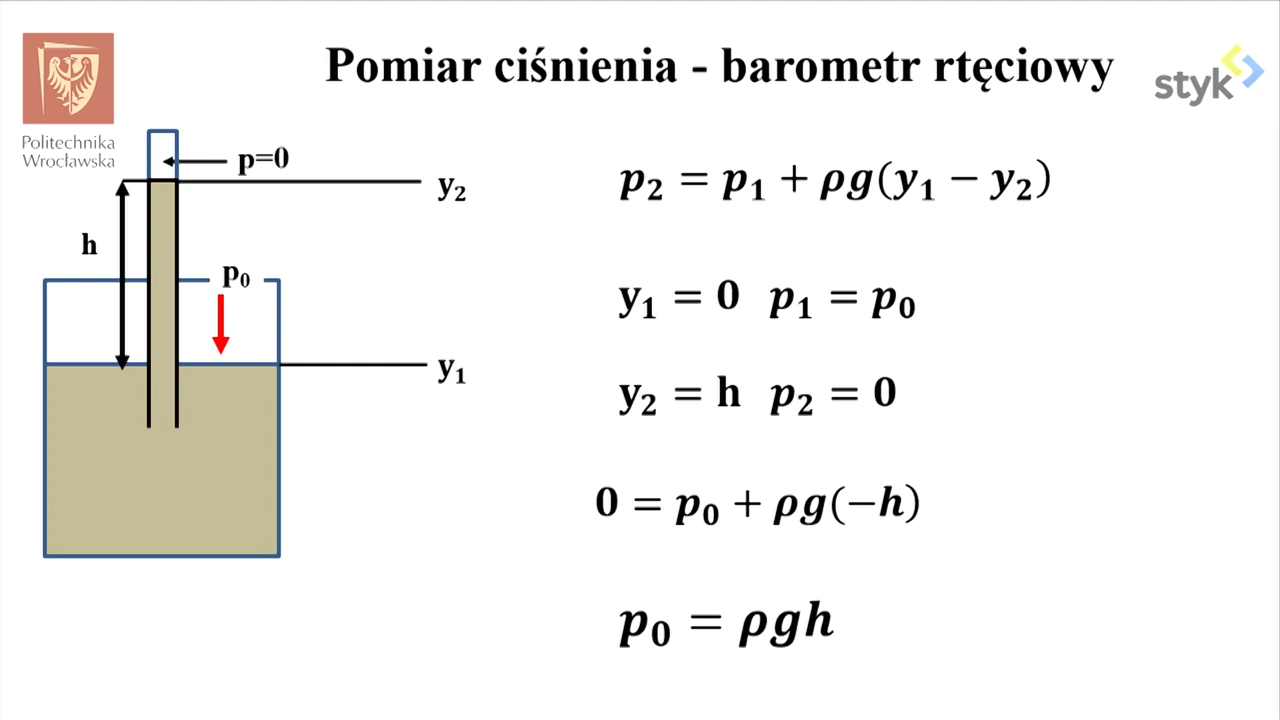 Pomiar ciśnienia - barometr rtęciowy
styk
Politechnika
Wrocławska
p=0
y₂
h
p₀
y₁
p₂ = p₁ + ρg(y₁ − y₂)
y₁ = 0 p₁ = p₀
y₂ = h p₂ = 0
0 = p₀ + ρg(−h)
p₀ = ρgh